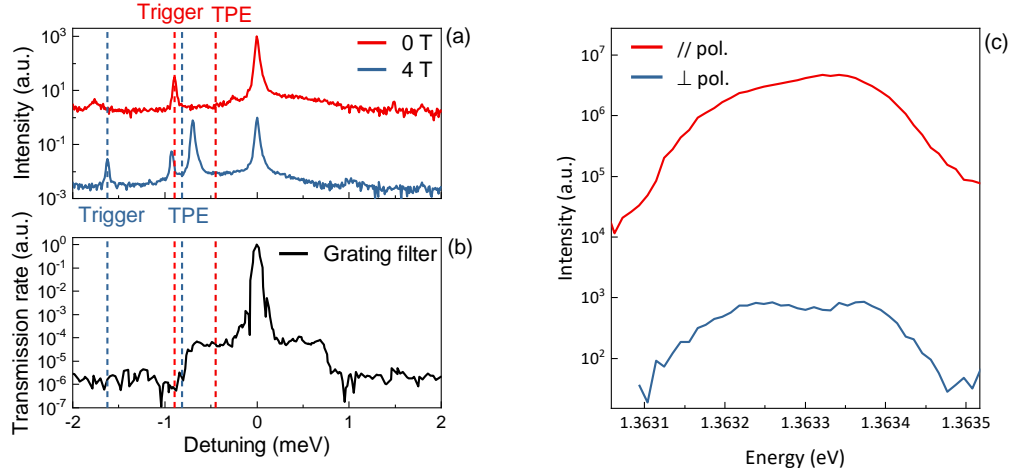 Trigger TPE
(a)
10³
10¹
10⁻¹
10⁻³
Intensity (a.u.)
0 T
4 T
Trigger TPE
(b)
10⁰
10⁻¹
10⁻²
10⁻³
10⁻⁴
10⁻⁵
10⁻⁶
10⁻⁷
Transmission rate (a.u.)
Grating filter
-2 -1 0 1 2
Detuning (meV)
(c)
10⁷
10⁶
10⁵
10⁴
10³
10²
Intensity (a.u.)
// pol.
⊥ pol.
1.3631 1.3632 1.3633 1.3634 1.3635
Energy (eV)